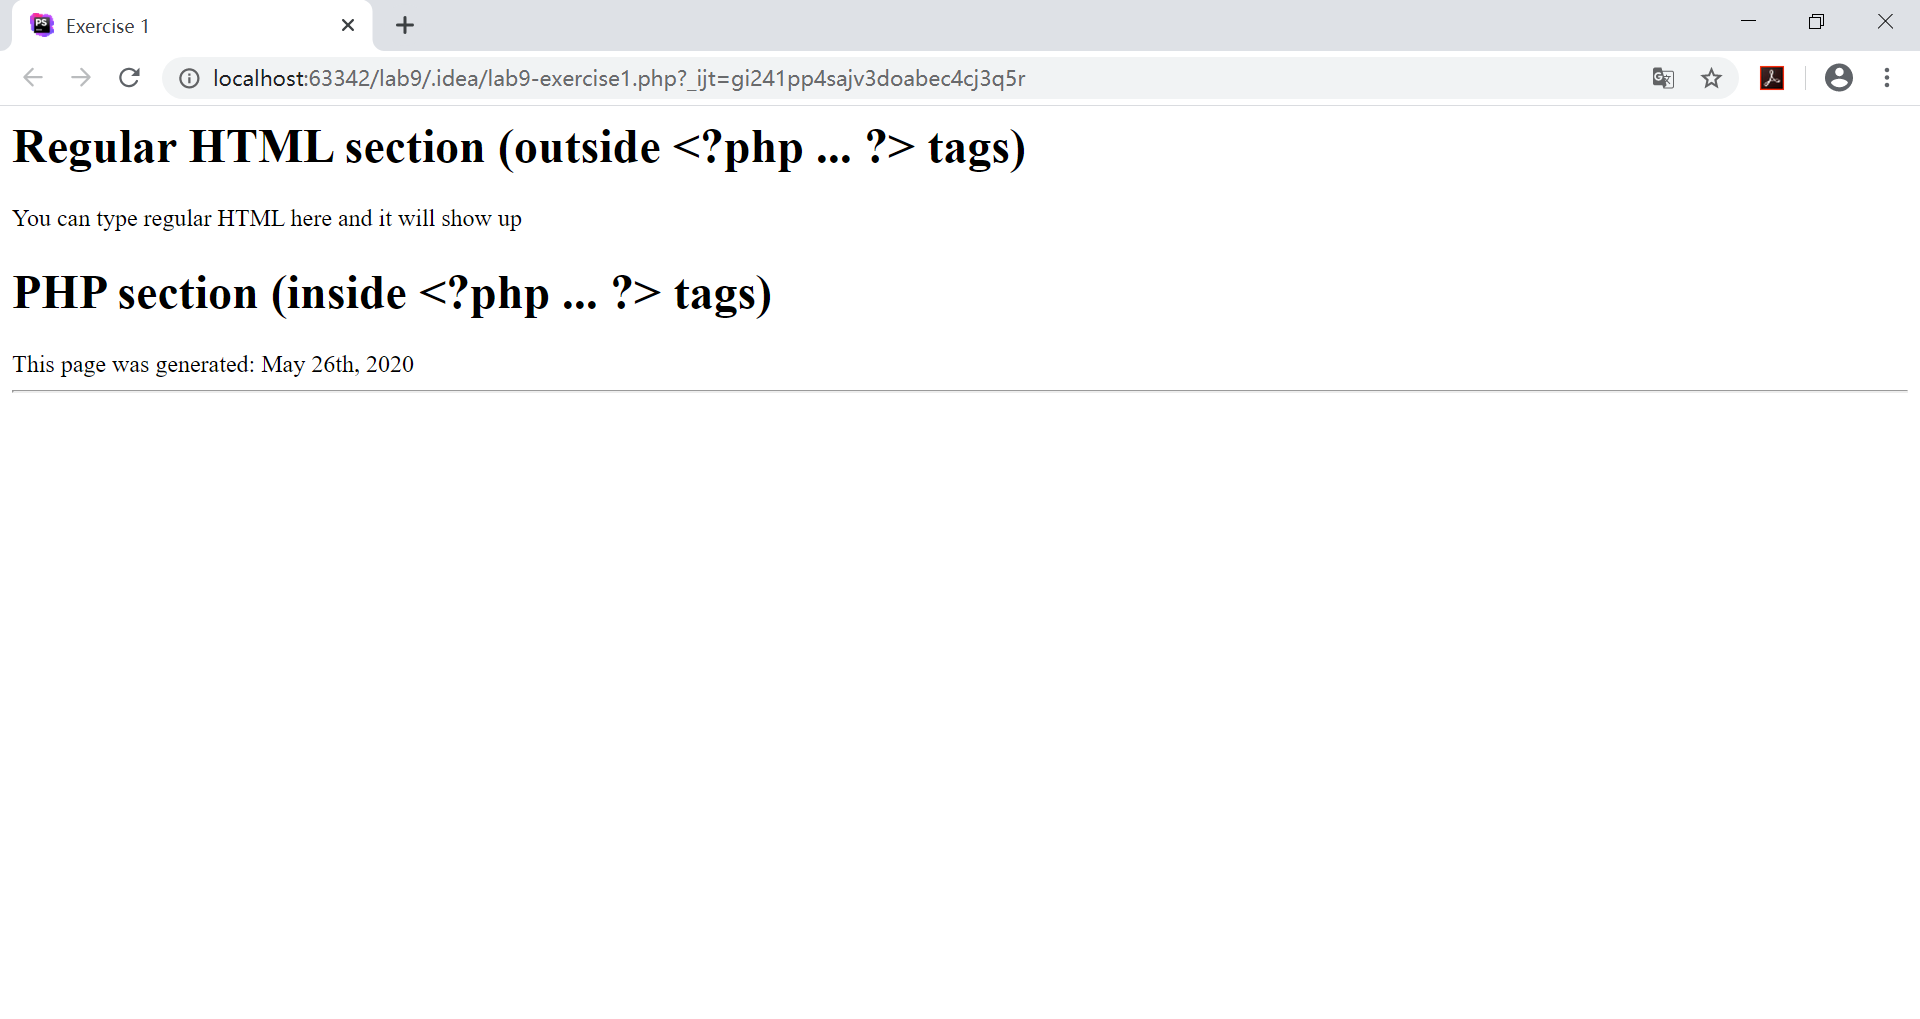 PS
Exercise 1
localhost:63342/lab9/.idea/lab9-exercise1.php?_ijt=gi241pp4sajv3doabec4cj3q5r
Regular HTML section (outside <?php ... ?> tags)
You can type regular HTML here and it will show up
PHP section (inside <?php ... ?> tags)
This page was generated: May 26th, 2020